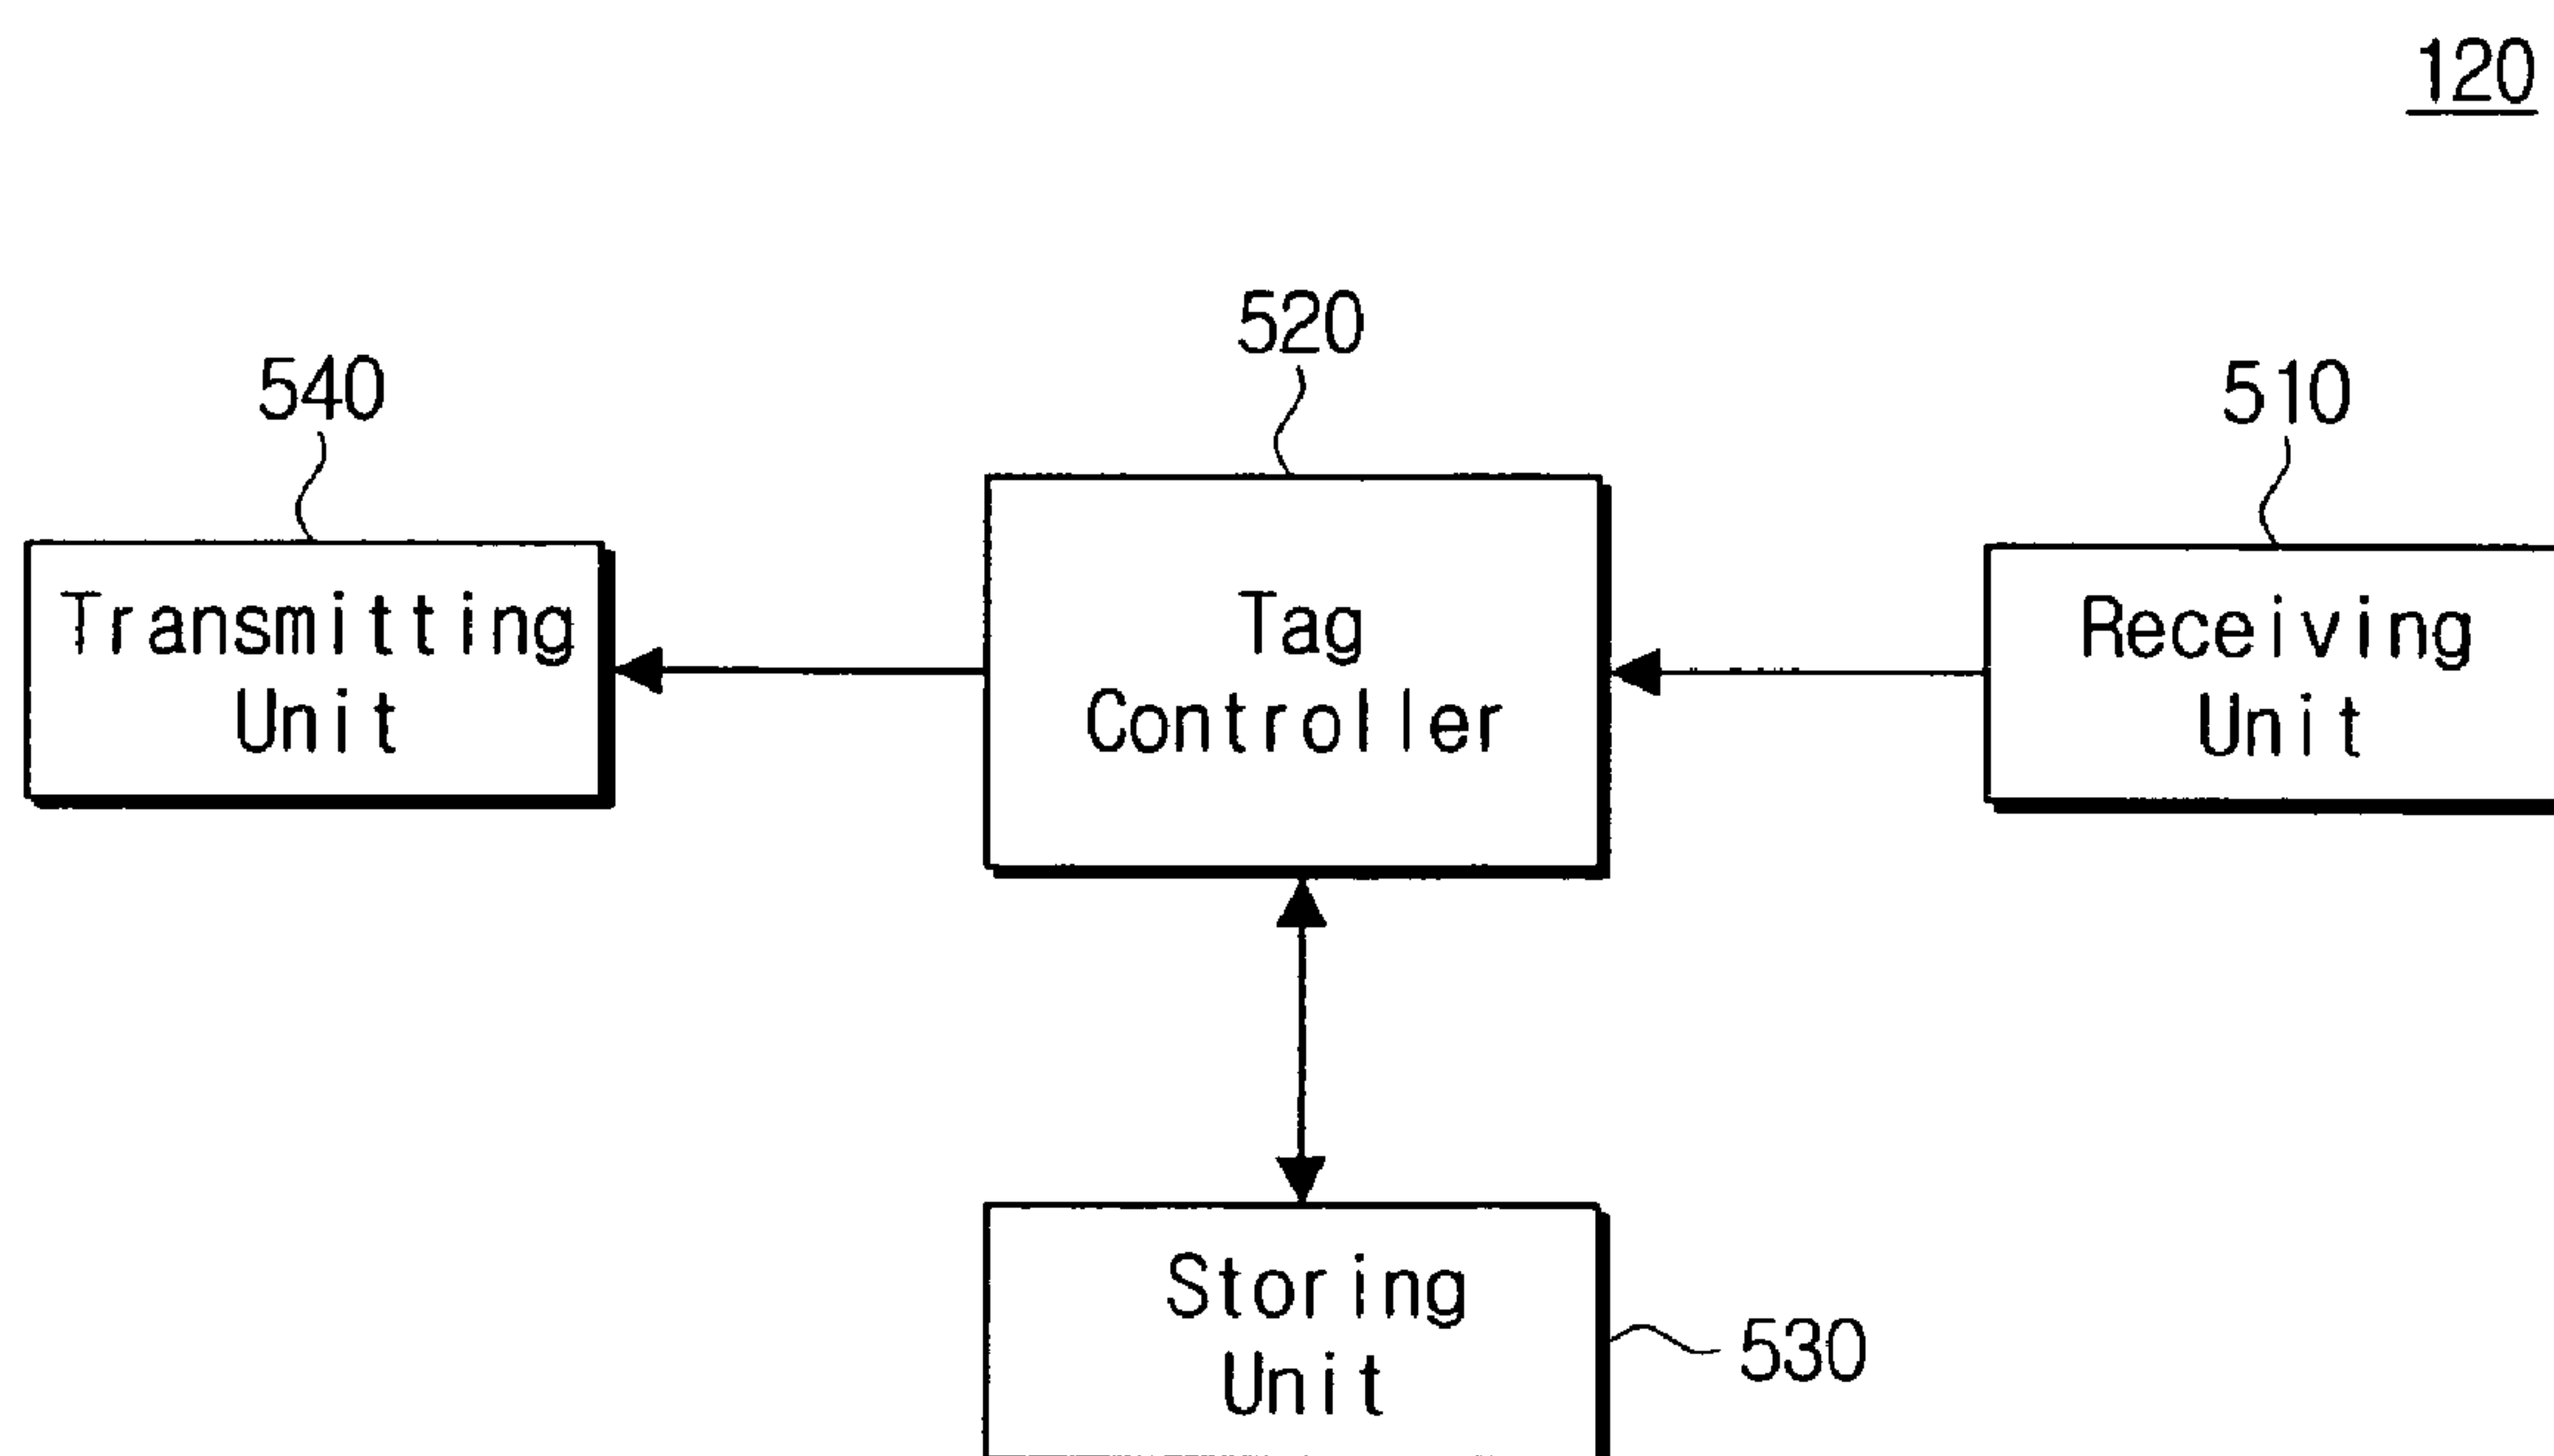 120
520
540
510
Transmitting
Unit
Tag
Controller
Receiving
Unit
Storing
Unit
530